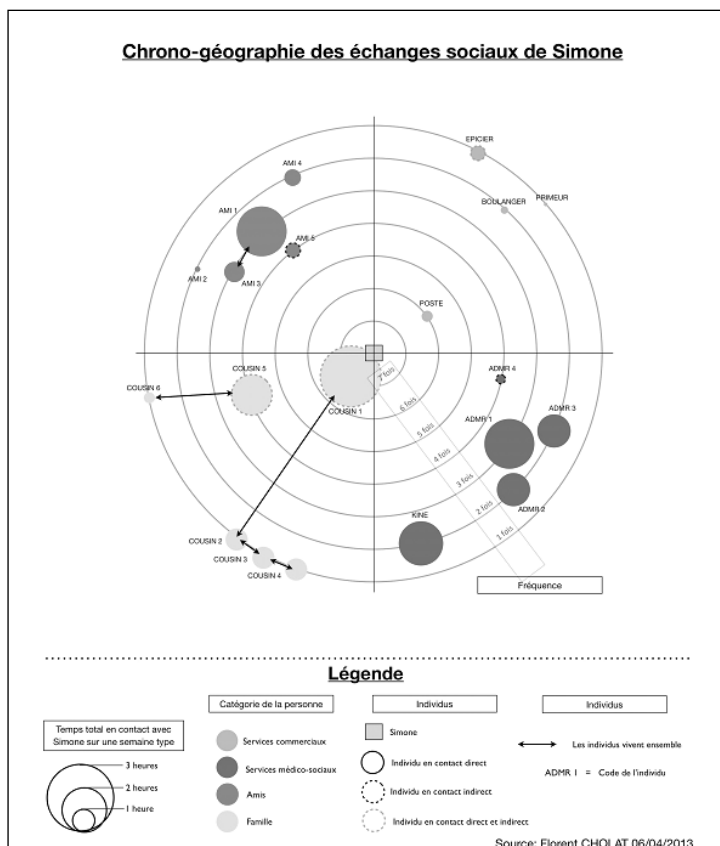 Chrono-géographie des échanges sociaux de Simone
EPICIER
AMI 4
PRIMEUR
BOULANGER
AMI 1
AMI 5
AMI 2
AMI 3
POSTE
COUSIN 5
ADMR 4
COUSIN 6
7 fois
COUSIN 1
6 fois
ADMR 3
ADMR 1
5 fois
4 fois
3 fois
2 fois
ADMR 2
1 fois
KINE
COUSIN 2
COUSIN 3
COUSIN 4
Fréquence
Légende
Temps total en contact avec
Simone sur une semaine type
3 heures
2 heures
1 heure
Catégorie de la personne
Services commerciaux
Services médico-sociaux
Amis
Famille
Individus
Simone
Individu en contact direct
Individu en contact indirect
Individu en contact direct et indirect
Individus
Les individus vivent ensemble
ADMR 1 = Code de l'individu
Source: Florent CHOLAT 06/04/2013